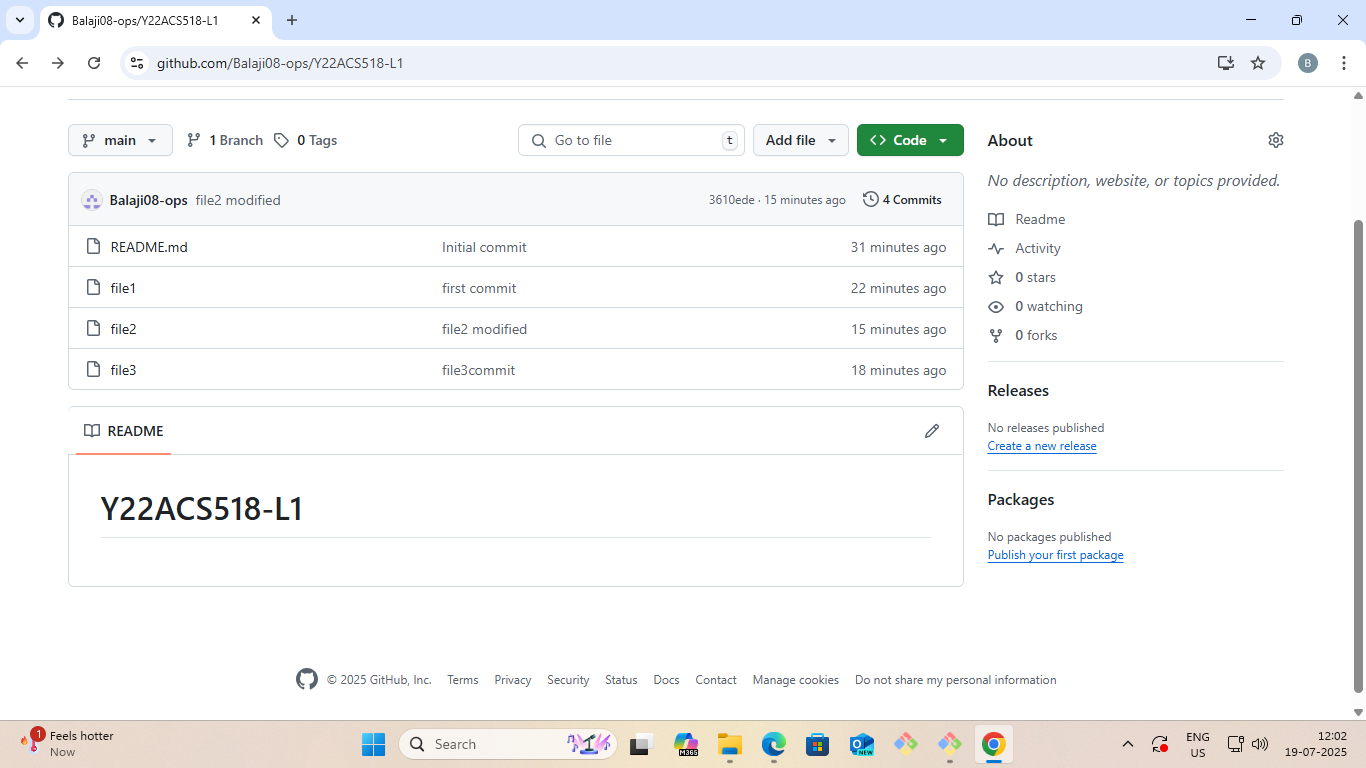 Balaji08-ops/Y22ACS518-L1
github.com/Balaji08-ops/Y22ACS518-L1
B
main
1 Branch
0 Tags
Go to file
t
Add file
Code
Balaji08-ops file2 modified
3610ede · 15 minutes ago
4 Commits
README.md Initial commit 31 minutes ago
file1 first commit 22 minutes ago
file2 file2 modified 15 minutes ago
file3 file3commit 18 minutes ago
README
Y22ACS518-L1
About
No description, website, or topics provided.
Readme
Activity
0 stars
0 watching
0 forks
Releases
No releases published
Create a new release
Packages
No packages published
Publish your first package
© 2025 GitHub, Inc. Terms Privacy Security Status Docs Contact Manage cookies Do not share my personal information
1
Feels hotter
Now
Search
M365
NEW
ENG
US
12:02
19-07-2025